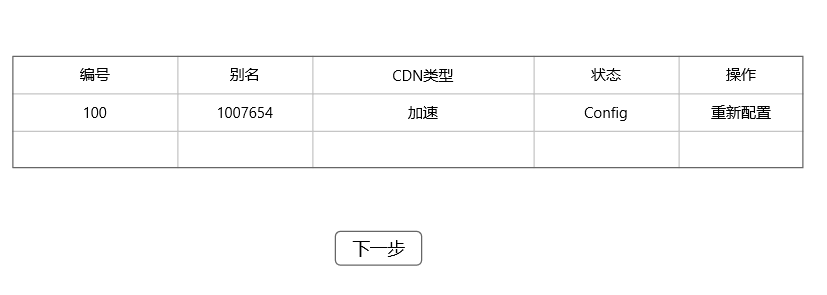 编号 别名 CDN类型 状态 操作
100 1007654 加速 Config 重新配置
下一步